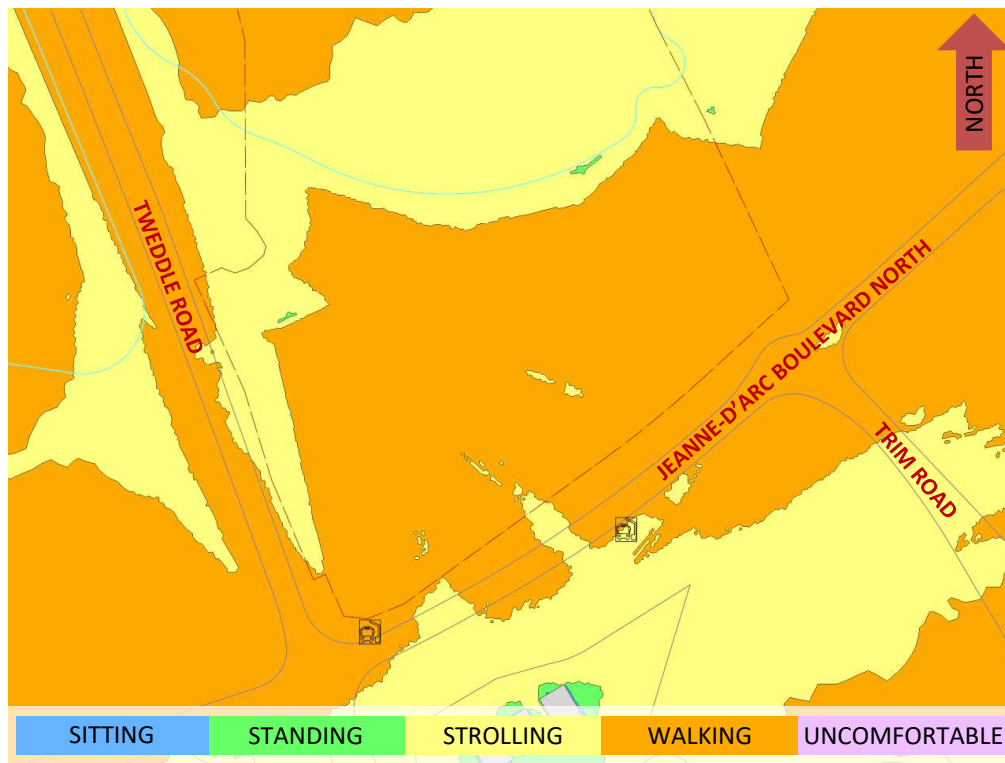 NORTH
TWEDDLE ROAD
JEANNE-D'ARC BOULEVARD NORTH
TRIM ROAD
SITTING STANDING STROLLING WALKING UNCOMFORTABLE